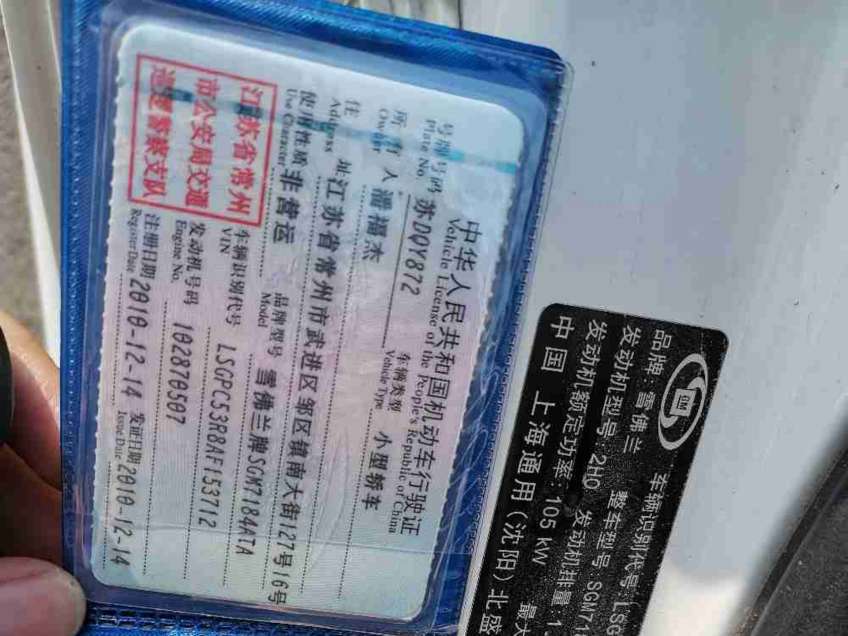 中华人民共和国机动车行驶证
Vehicle License of the People's Republic of China
号牌号码 苏DQY872 车辆类型 小型轿车
Plate No. Vehicle Type
所有人 潘福杰
Owner
住址 江苏省常州市武进区邹区镇南大街127号16号
Address
使用性质 非营运 品牌型号 雪佛兰牌SGM7184ATA
Use Character Model
江苏省常州
市公安局交通
巡逻警察支队
车辆识别代号 LSGPC53R8AF153712
VIN
发动机号码 102870507
Engine No.
注册日期 2010-12-14 发证日期 2010-12-14
Register Date Issue Date
品牌:雪佛兰 车辆识别代号:LSG
发动机型号:2H0 整车型号:SGM71
发动机额定功率:105kW 发动机排量:1.
中国 上海通用(沈阳)北盛
最大